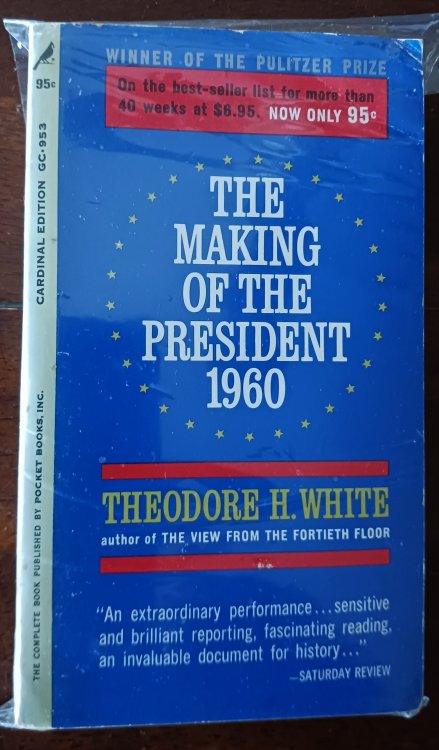 95c
CARDINAL EDITION GC·953
THE COMPLETE BOOK PUBLISHED BY POCKET BOOKS, INC.
WINNER OF THE PULITZER PRIZE
On the best-seller list for more than
40 weeks at $6.95. NOW ONLY 95c
THE
MAKING
OF THE
PRESIDENT
1960
THEODORE H. WHITE
author of THE VIEW FROM THE FORTIETH FLOOR
"An extraordinary performance...sensitive
and brilliant reporting, fascinating reading,
an invaluable document for history..."
—SATURDAY REVIEW